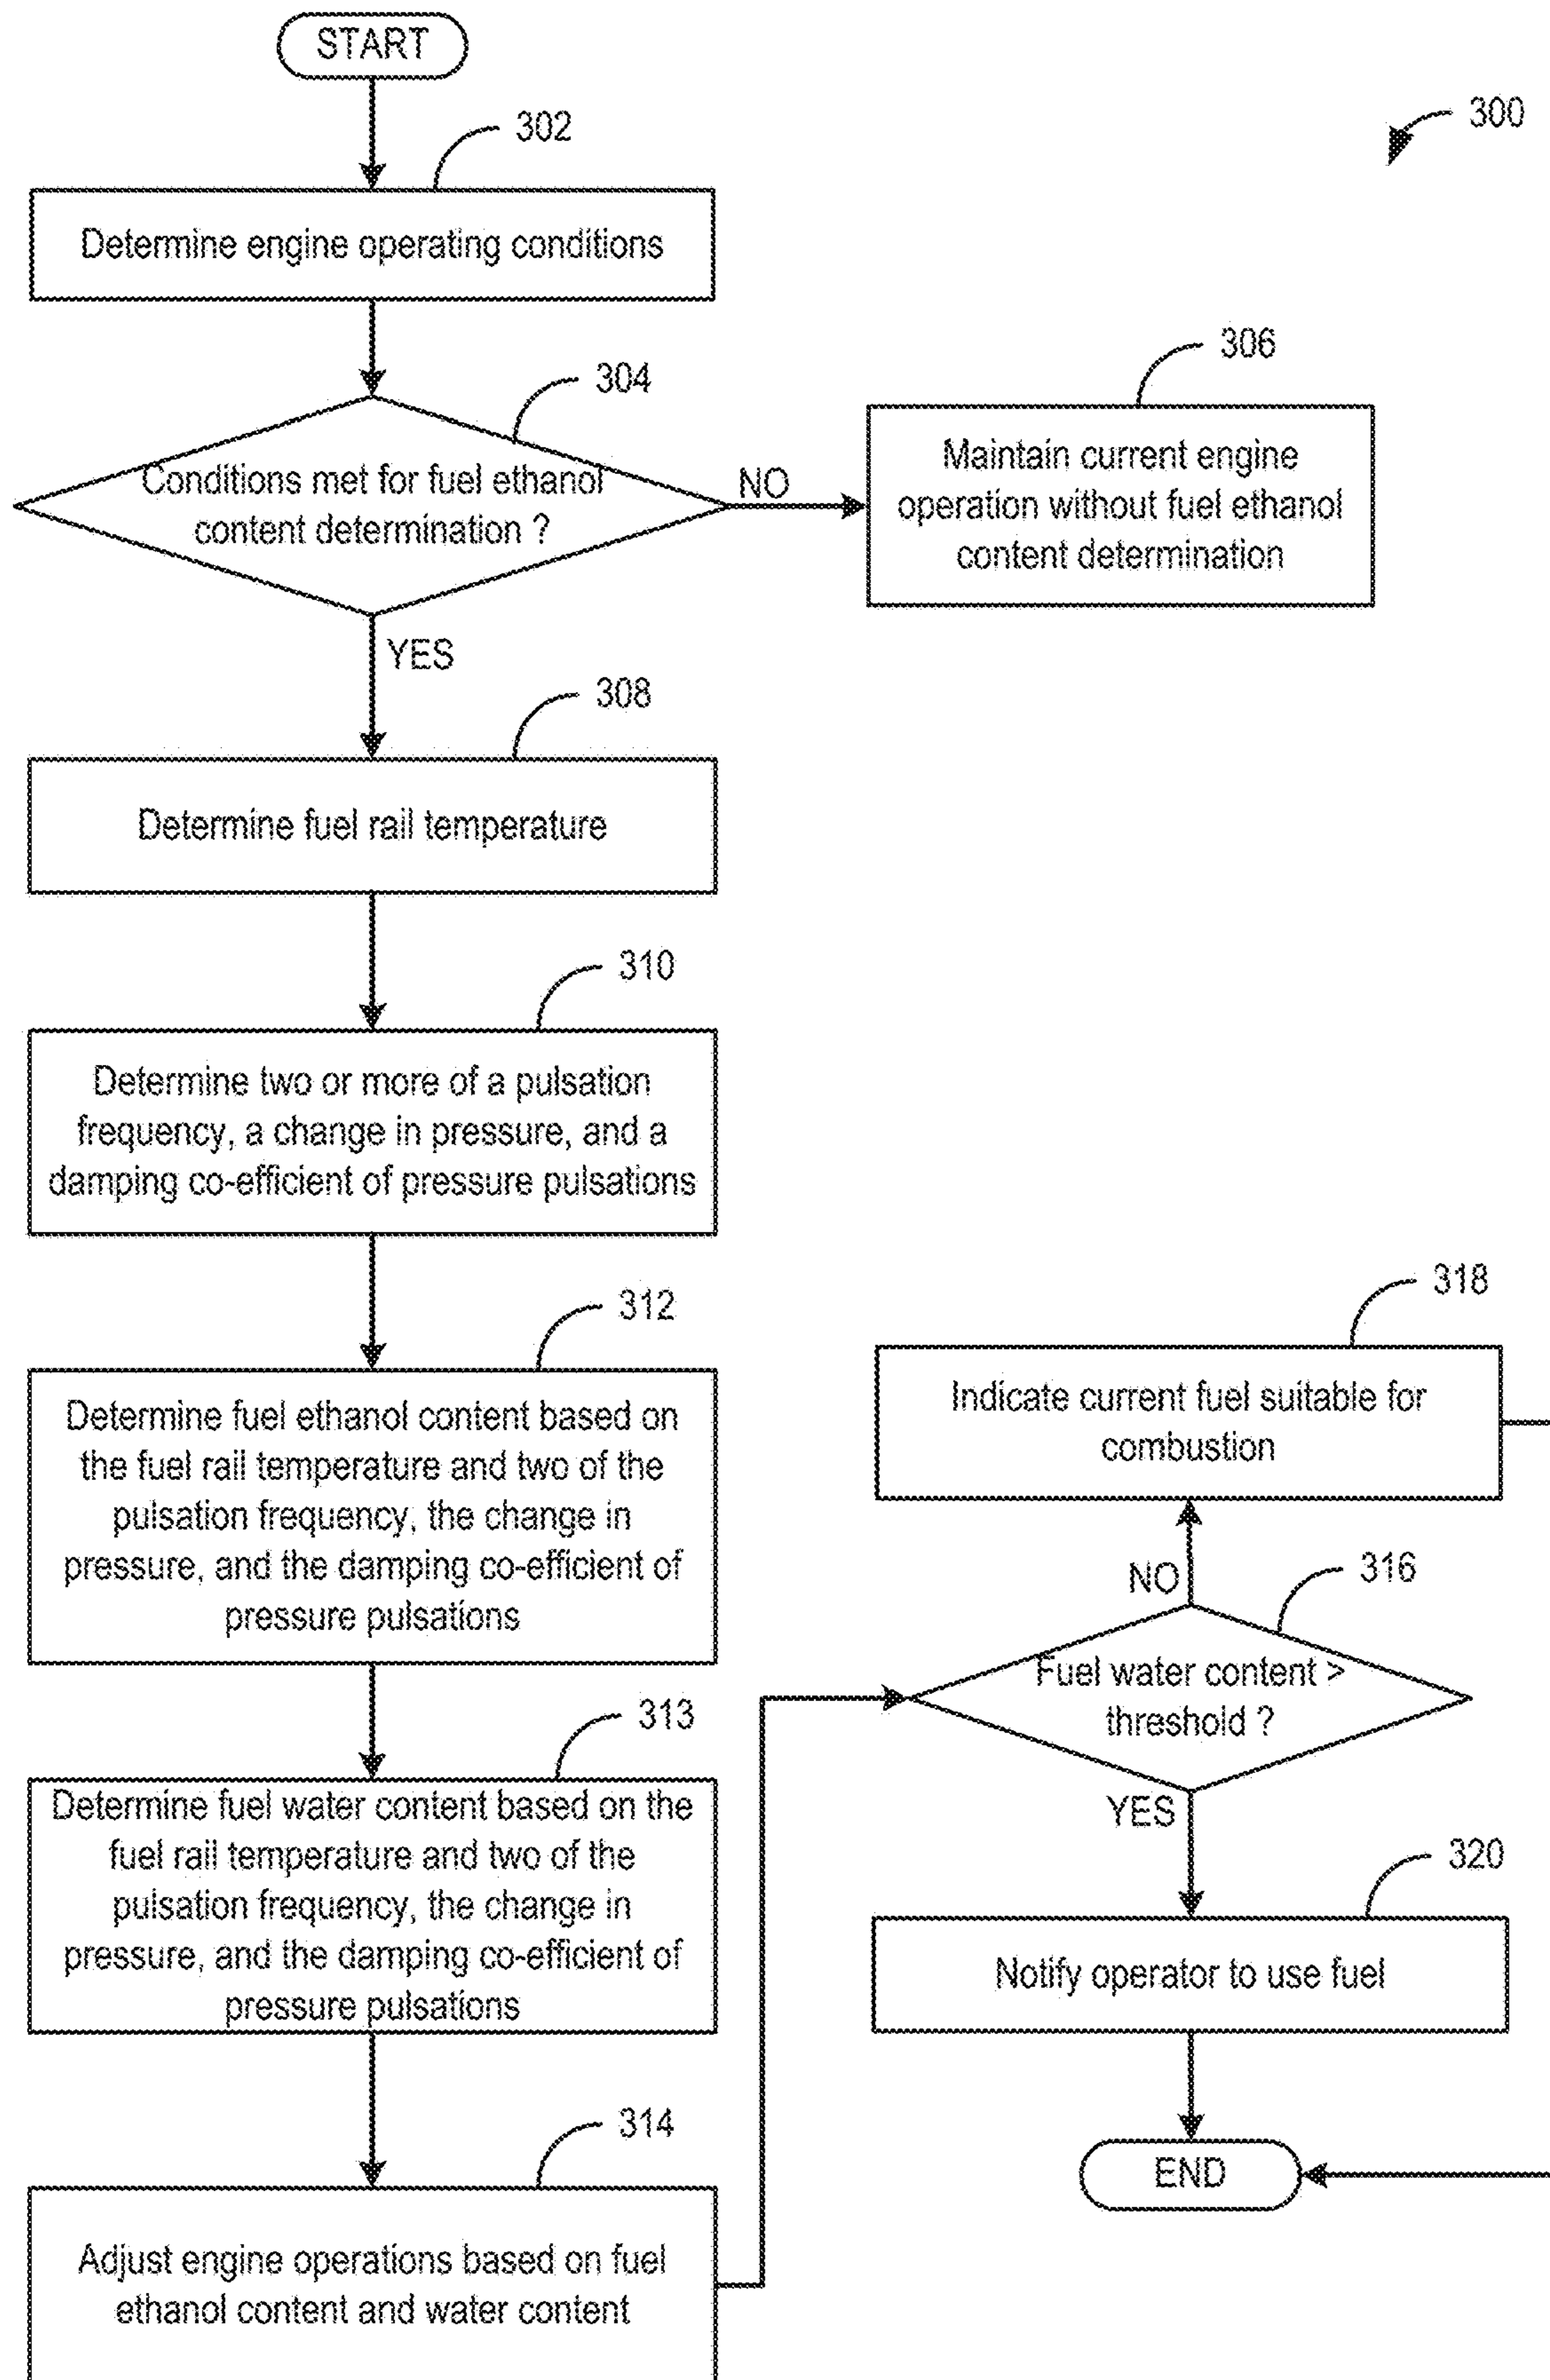 START
302
300
Determine engine operating conditions
304
Conditions met for fuel ethanol
content determination ?
NO
306
Maintain current engine
operation without fuel ethanol
content determination
YES
308
Determine fuel rail temperature
310
Determine two or more of a pulsation
frequency, a change in pressure, and a
damping co-efficient of pressure pulsations
312
Determine fuel ethanol content based on
the fuel rail temperature and two of the
pulsation frequency, the change in
pressure, and the damping co-efficient of
pressure pulsations
313
Determine fuel water content based on the
fuel rail temperature and two of the
pulsation frequency, the change in
pressure, and the damping co-efficient of
pressure pulsations
314
Adjust engine operations based on fuel
ethanol content and water content
318
Indicate current fuel suitable for
combustion
NO
316
Fuel water content >
threshold ?
YES
320
Notify operator to use fuel
END